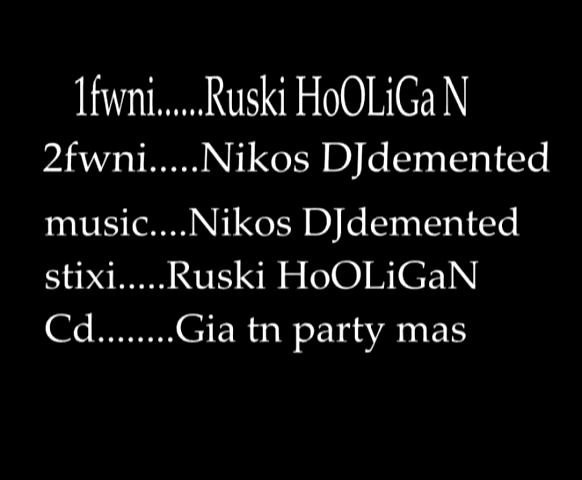 1fwni......Ruski HoOLiGa N
2fwni.....Nikos DJdemented
music....Nikos DJdemented
stixi.....Ruski HoOLiGaN
Cd........Gia tn party mas